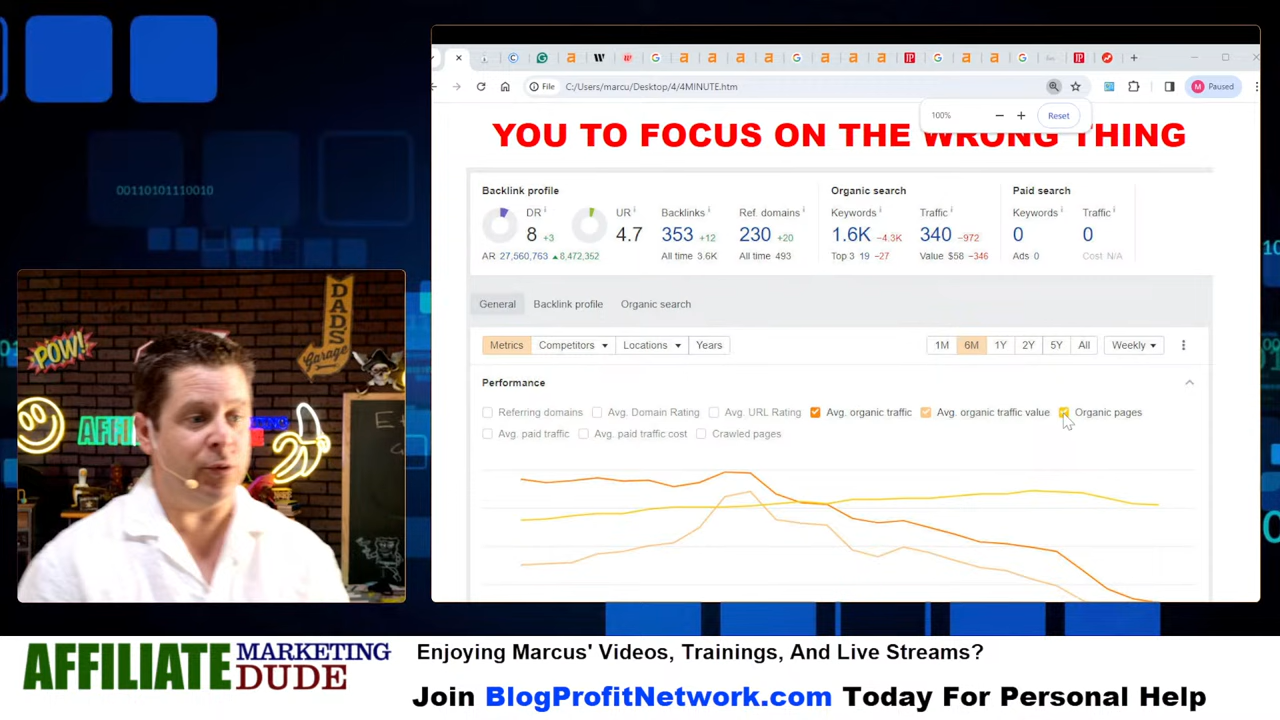 00110101110010
File
C:/Users/marcu/Desktop/4/4MINUTE.htm
M Paused
100%
Reset
YOU TO FOCUS ON THE WRONG THING
Backlink profile
Organic search
Paid search
DR
UR
Backlinks
Ref. domains
Keywords
Traffic
Keywords
Traffic
8 +3
4.7
353 +12
230 +20
1.6K −4.3K
340 −972
0
0
AR 27,560,763 ▲8,472,352
All time 3.6K
All time 493
Top 3 19 −27
Value $58 −346
Ads 0
Cost N/A
General
Backlink profile
Organic search
Metrics
Competitors
Locations
Years
1M
6M
1Y
2Y
5Y
All
Weekly
Performance
Referring domains
Avg. Domain Rating
Avg. URL Rating
Avg. organic traffic
Avg. organic traffic value
Organic pages
Avg. paid traffic
Avg. paid traffic cost
Crawled pages
POW!
DADS
Garage
AFFILIATE
MARKETING
DUDE
Enjoying Marcus' Videos, Trainings, And Live Streams?
Join BlogProfitNetwork.com Today For Personal Help